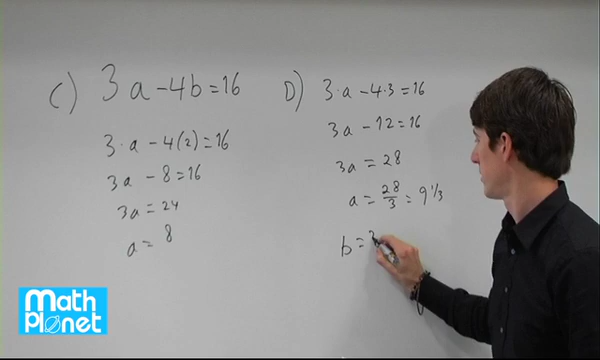 C) 3a - 4b = 16
3 · a - 4(2) = 16
3a - 8 = 16
3a = 24
a = 8
D) 3 · a - 4 · 3 = 16
3a - 12 = 16
3a = 28
a = 28/3 = 9 1/3
b = 3
Math
Planet